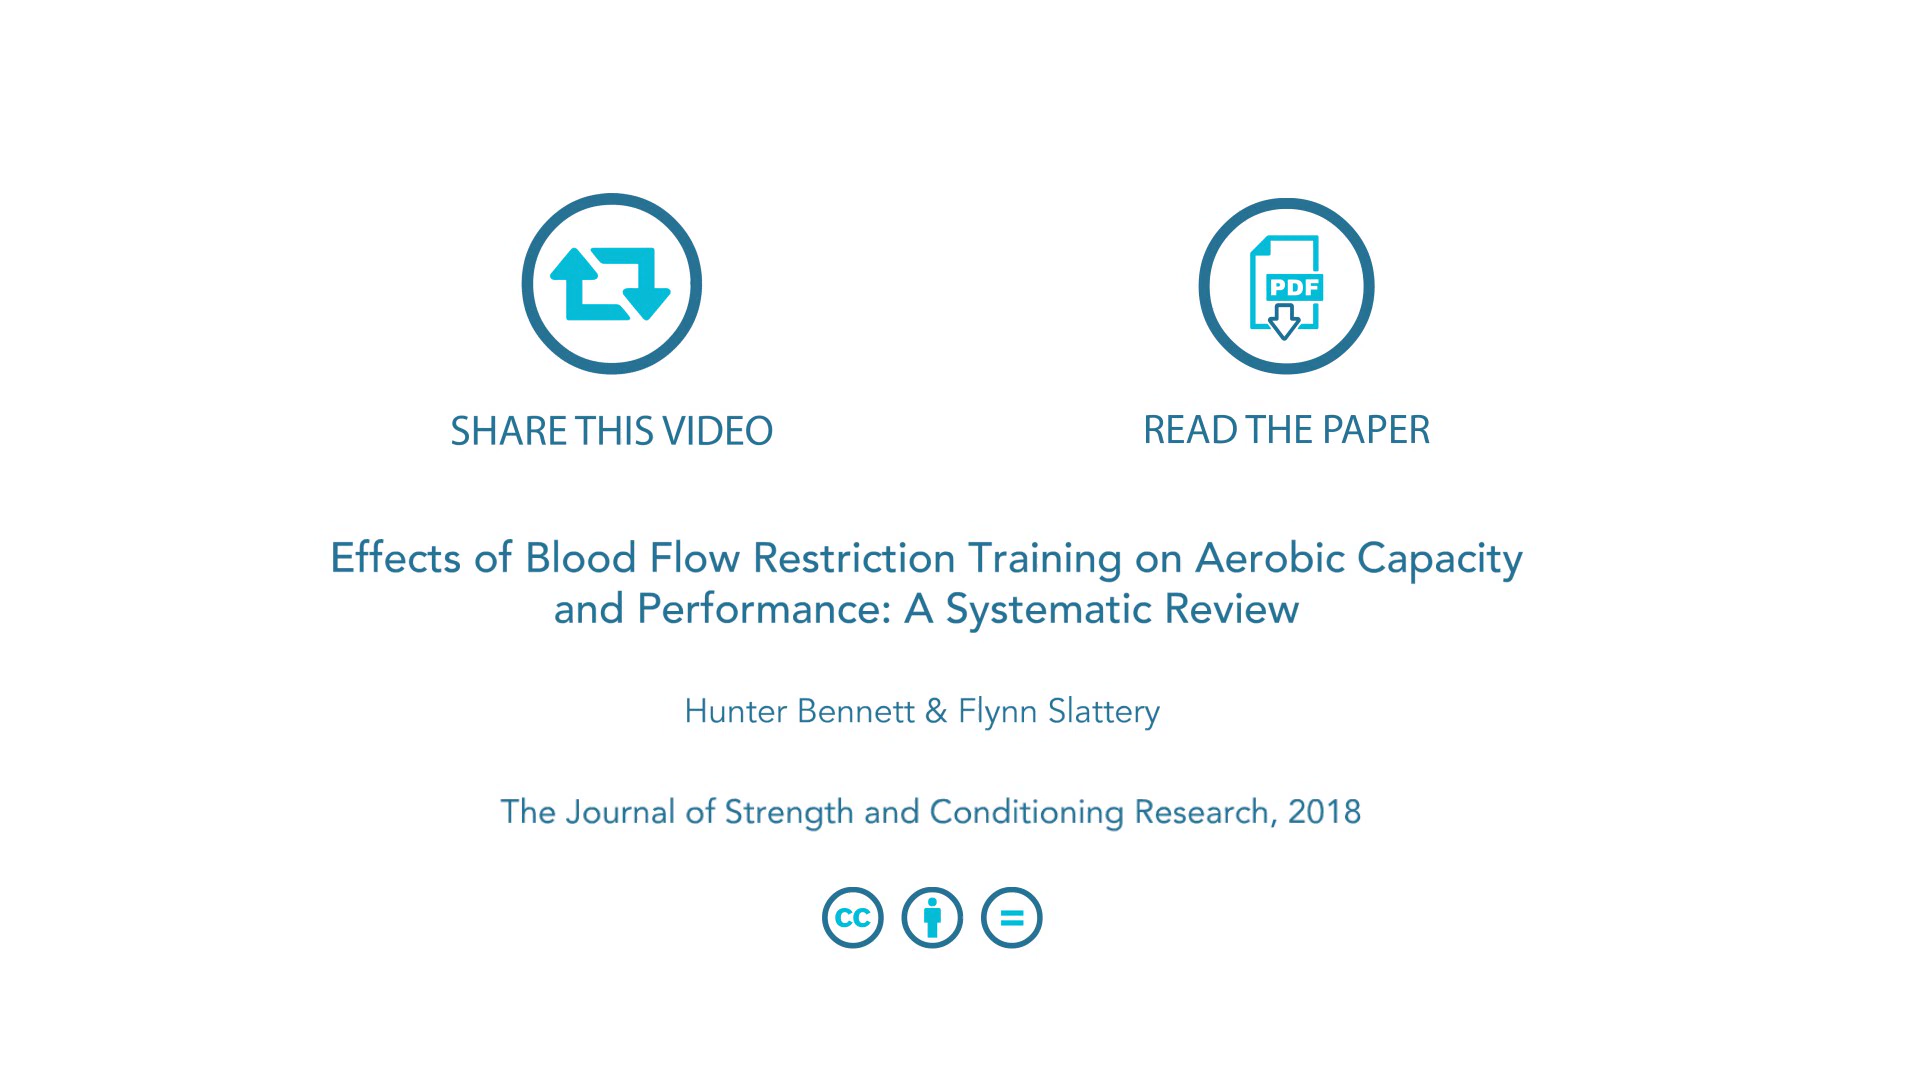 PDF
SHARE THIS VIDEO
READ THE PAPER
Effects of Blood Flow Restriction Training on Aerobic Capacity
and Performance: A Systematic Review
Hunter Bennett & Flynn Slattery
The Journal of Strength and Conditioning Research, 2018
cc
=